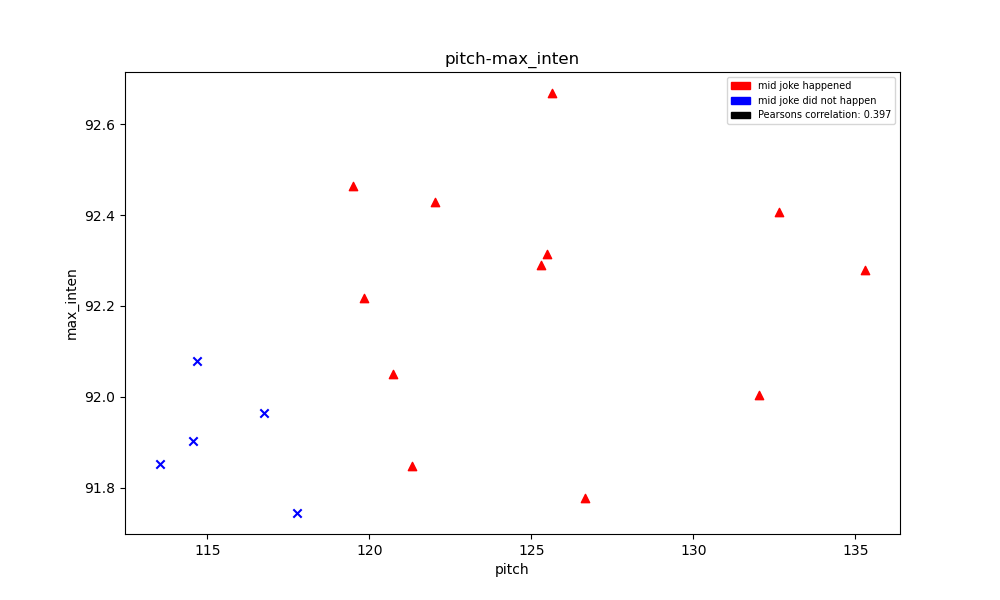 pitch-max_inten
mid joke happened
mid joke did not happen
Pearsons correlation: 0.397
92.6
92.4
92.2
92.0
91.8
max_inten
115 120 125 130 135
pitch